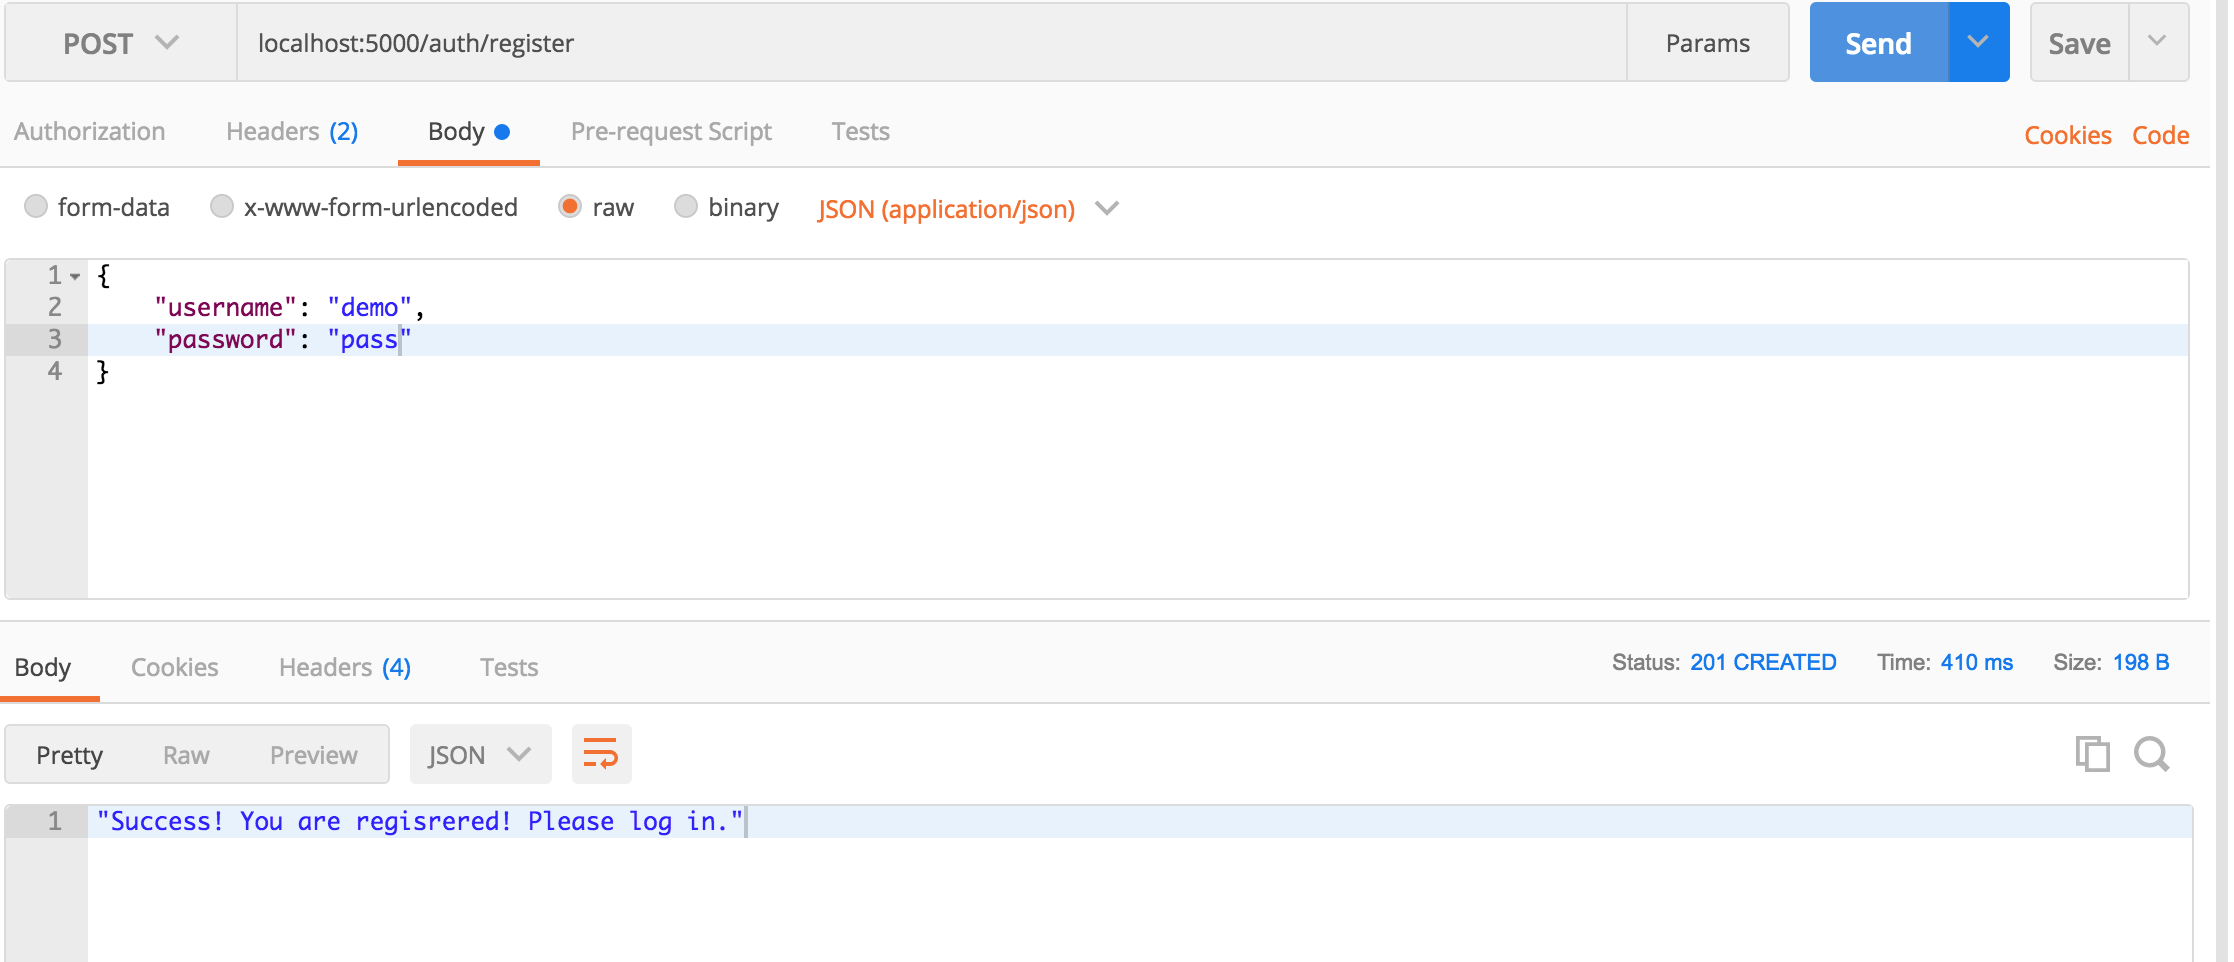 POST localhost:5000/auth/register Params Send Save
Authorization Headers (2) Body Pre-request Script Tests Cookies Code
form-data x-www-form-urlencoded raw binary JSON (application/json)
1 {
2 "username": "demo",
3 "password": "pass"
4 }
Body Cookies Headers (4) Tests Status: 201 CREATED Time: 410 ms Size: 198 B
Pretty Raw Preview JSON
1 "Success! You are regisrered! Please log in."